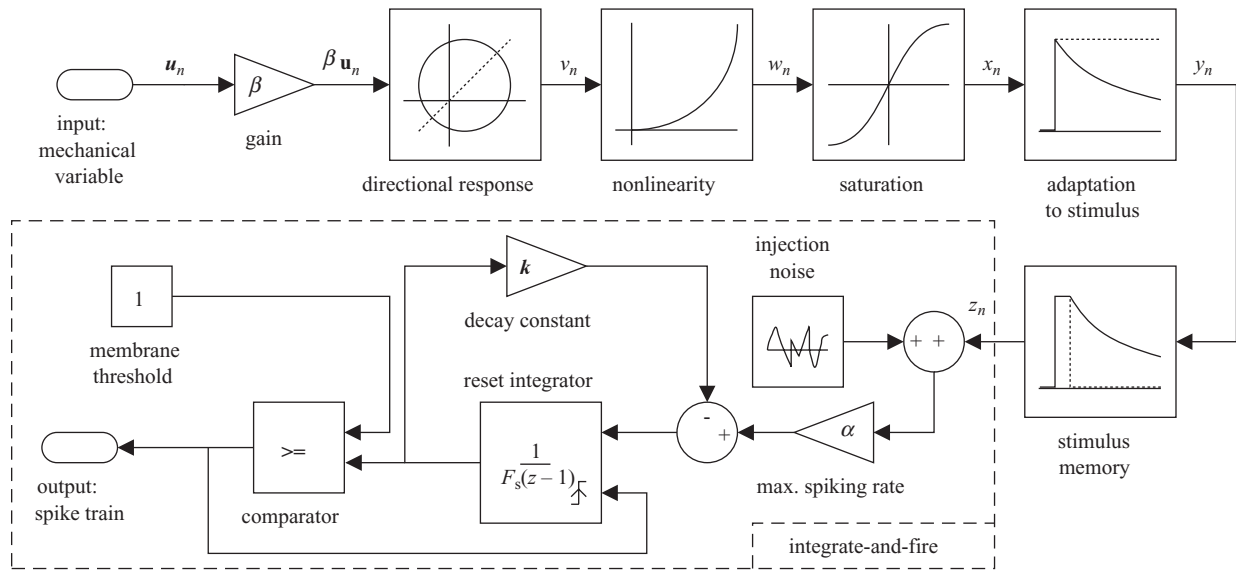 u_n
β
β u_n
v_n
w_n
x_n
y_n
input:
mechanical
variable
gain
directional response
nonlinearity
saturation
adaptation
to stimulus
injection
noise
k
1
z_n
decay constant
membrane
threshold
+ +
reset integrator
-
+
α
>=
1
F_s(z – 1)
stimulus
memory
max. spiking rate
output:
spike train
comparator
integrate-and-fire